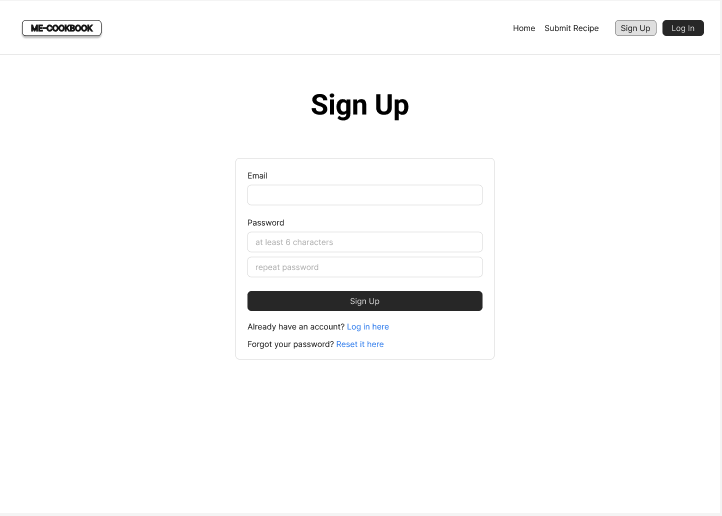 ME-COOKBOOK
Home Submit Recipe Sign Up Log In
Sign Up
Email
Password
at least 6 characters
repeat password
Sign Up
Already have an account? Log in here
Forgot your password? Reset it here